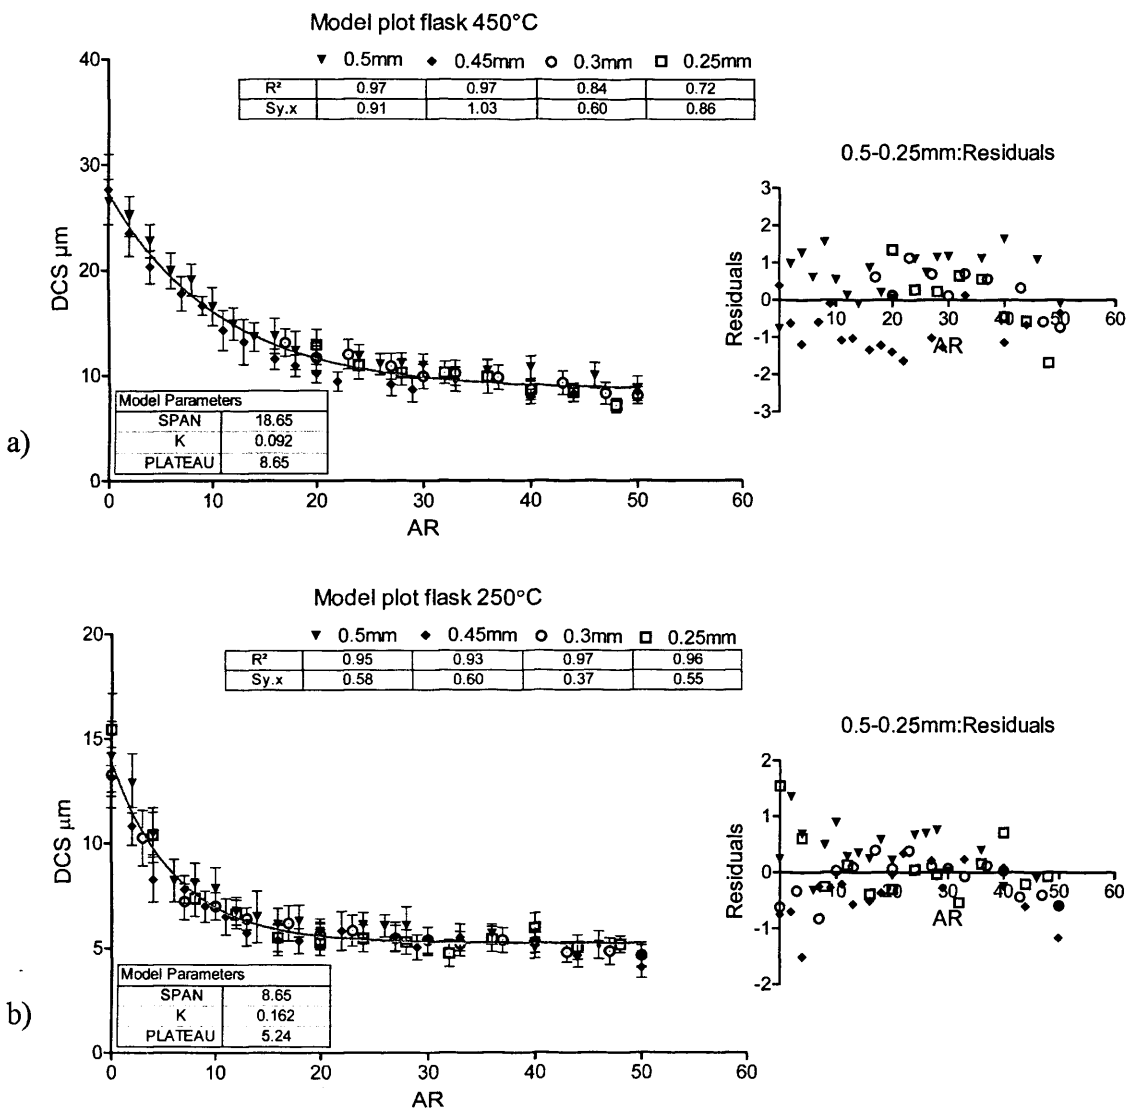 Model plot flask 450°C
0.5mm 0.45mm 0.3mm 0.25mm
R² 0.97 0.97 0.84 0.72
Sy.x 0.91 1.03 0.60 0.86
40
30
20
10
0
DCS µm
0 10 20 30 40 50 60
AR
Model Parameters
SPAN 18.65
K 0.092
PLATEAU 8.65
a)
0.5-0.25mm:Residuals
3
2
1
0
-1
-2
-3
Residuals
10 20 30 40 50 60
AR
Model plot flask 250°C
0.5mm 0.45mm 0.3mm 0.25mm
R² 0.95 0.93 0.97 0.96
Sy.x 0.58 0.60 0.37 0.55
20
15
10
5
0
DCS µm
0 10 20 30 40 50 60
AR
Model Parameters
SPAN 8.65
K 0.162
PLATEAU 5.24
b)
0.5-0.25mm:Residuals
2
1
0
-1
-2
Residuals
10 20 30 40 50 60
AR